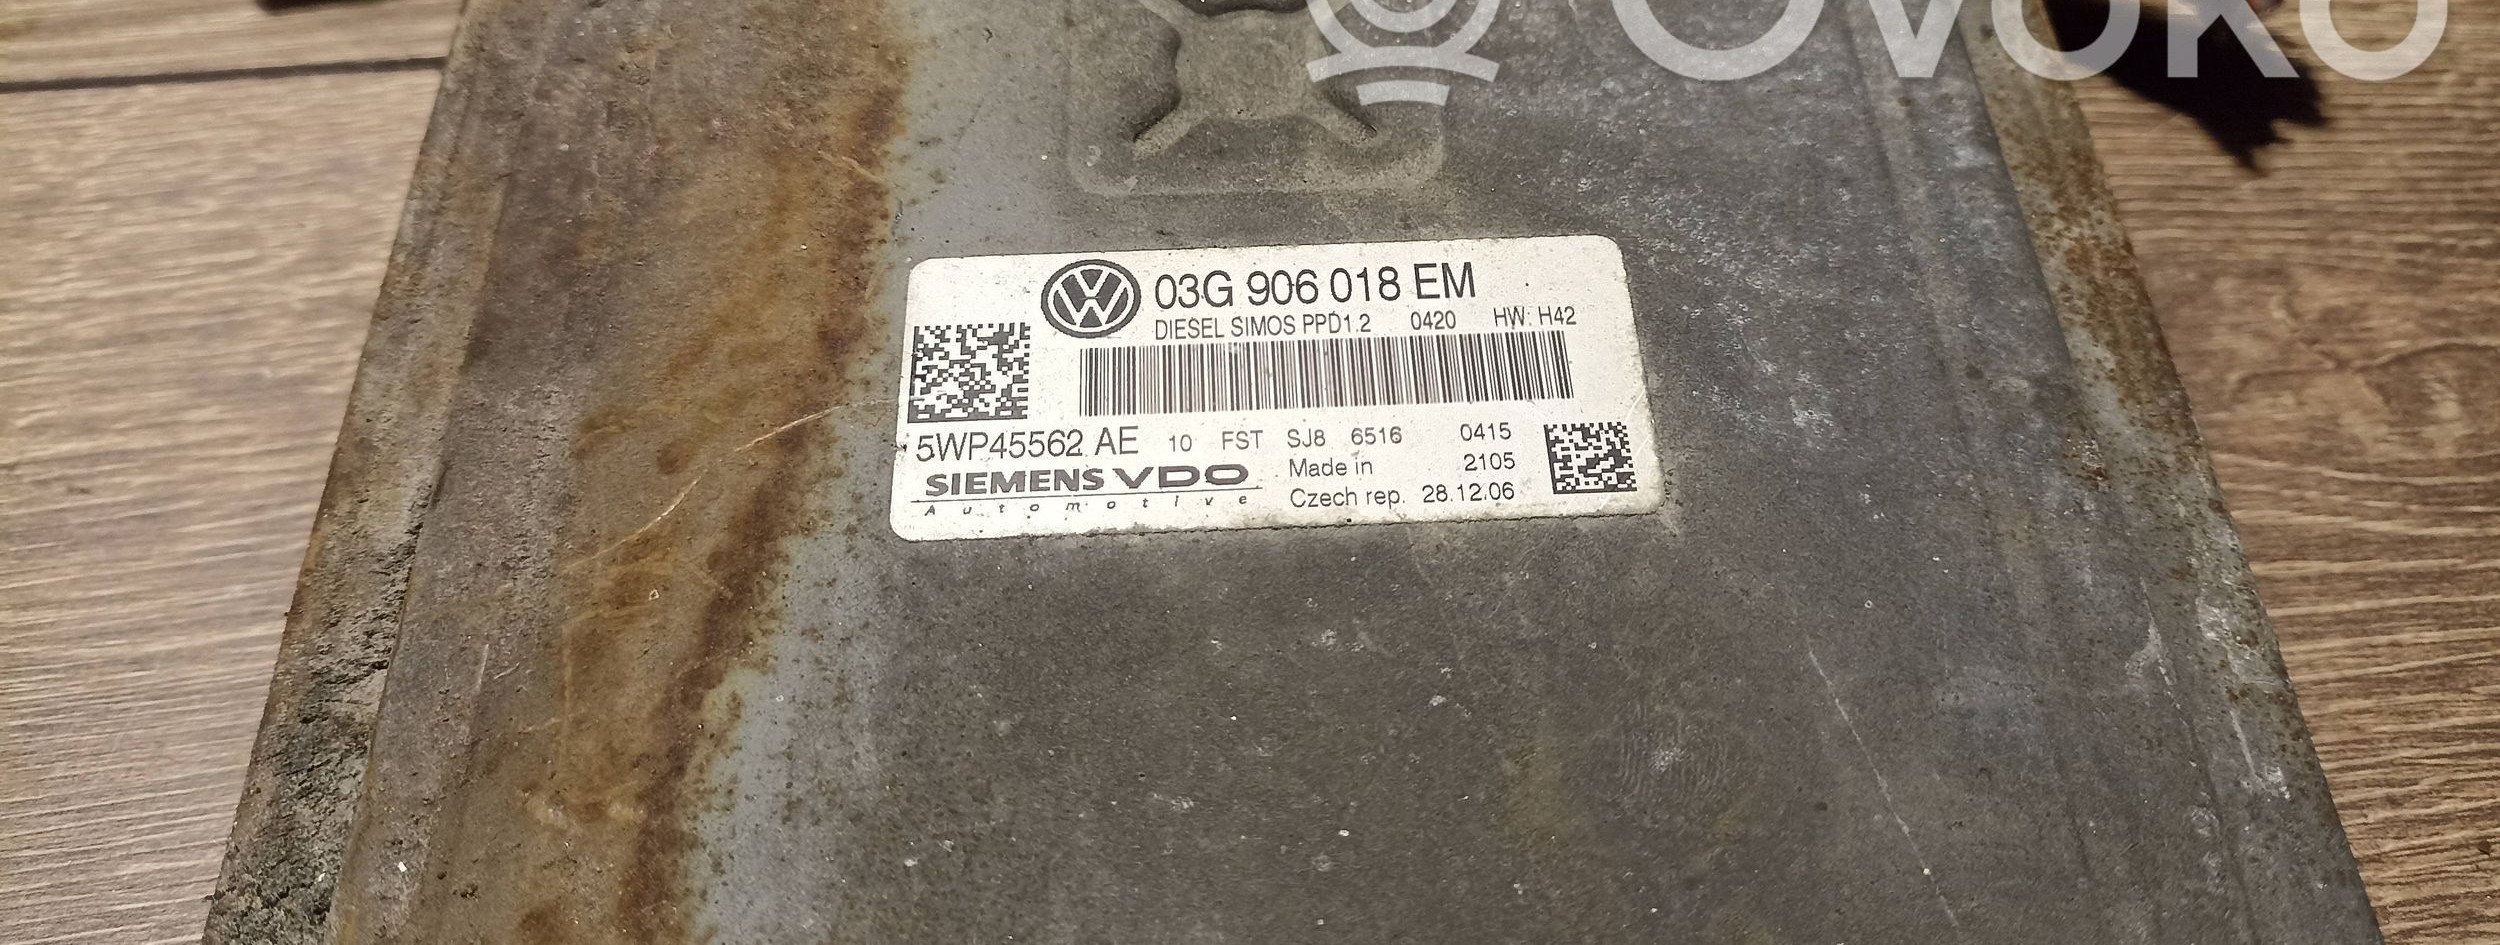 Ovoko
03G 906 018 EM
DIESEL SIMOS PPD1.2 0420 HW: H42
5WP45562 AE 10 FST SJ8 6516 0415
SIEMENS VDO Made in 2105
Automotive Czech rep. 28.12.06